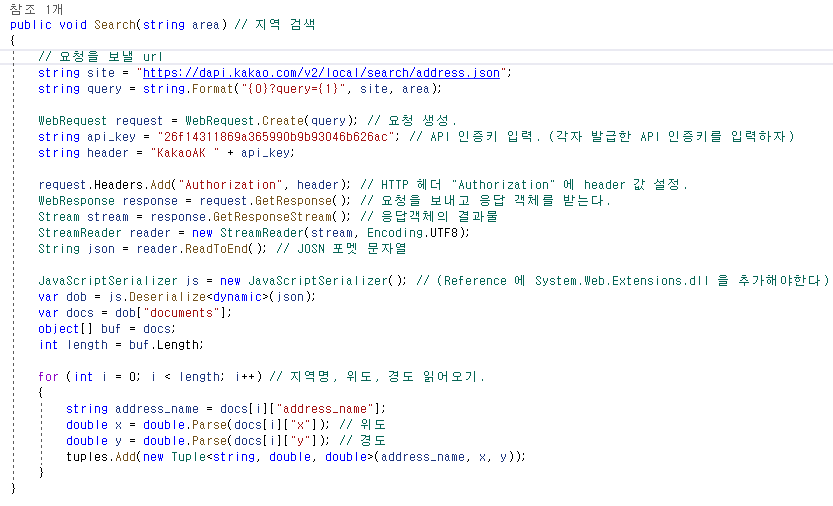 참조 1개
public void Search(string area) // 지역 검색
{
// 요청을 보낼 url
string site = "https://dapi.kakao.com/v2/local/search/address.json";
string query = string.Format("{0}?query={1}", site, area);
WebRequest request = WebRequest.Create(query); // 요청 생성.
string api_key = "26f14311869a365990b9b93046b626ac"; // API 인증키 입력. (각자 발급한 API 인증키를 입력하자)
string header = "KakaoAK " + api_key;
request.Headers.Add("Authorization", header); // HTTP 헤더 "Authorization" 에 header 값 설정.
WebResponse response = request.GetResponse(); // 요청을 보내고 응답 객체를 받는다.
Stream stream = response.GetResponseStream(); // 응답객체의 결과물
StreamReader reader = new StreamReader(stream, Encoding.UTF8);
String json = reader.ReadToEnd(); // JOSN 포멧 문자열
JavaScriptSerializer js = new JavaScriptSerializer(); // (Reference 에 System.Web.Extensions.dll 을 추가해야한다)
var dob = js.Deserialize<dynamic>(json);
var docs = dob["documents"];
object[] buf = docs;
int length = buf.Length;
for (int i = 0; i < length; i++) // 지역명, 위도, 경도 읽어오기.
{
string address_name = docs[i]["address_name"];
double x = double.Parse(docs[i]["x"]); // 위도
double y = double.Parse(docs[i]["y"]); // 경도
tuples.Add(new Tuple<string, double, double>(address_name, x, y));
}
}